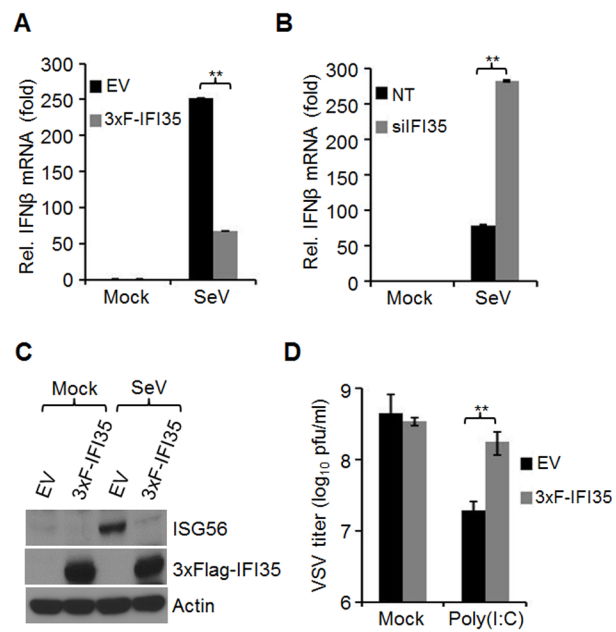 A
Rel. IFNβ mRNA (fold)
300
250
200
150
100
50
0
EV
3xF-IFI35
**
Mock
SeV
B
Rel. IFNβ mRNA (fold)
300
250
200
150
100
50
0
NT
siIFI35
**
Mock
SeV
C
Mock
SeV
EV
3xF-IFI35
EV
3xF-IFI35
ISG56
3xFlag-IFI35
Actin
D
VSV titer (log10 pfu/ml)
9
8
7
6
**
EV
3xF-IFI35
Mock
Poly(I:C)